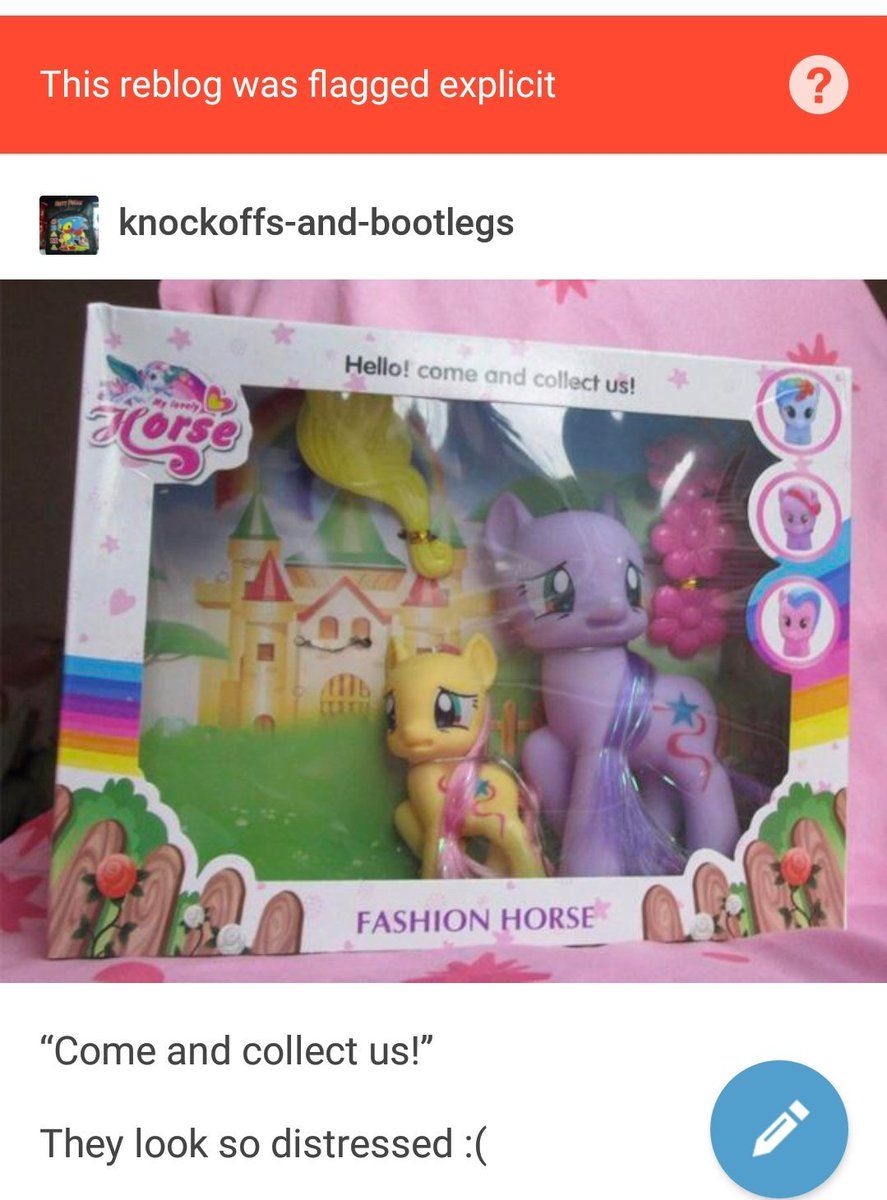 This reblog was flagged explicit
?
knockoffs-and-bootlegs
Hello! come and collect us!
My lovely
Horse
FASHION HORSE
“Come and collect us!”
They look so distressed :(